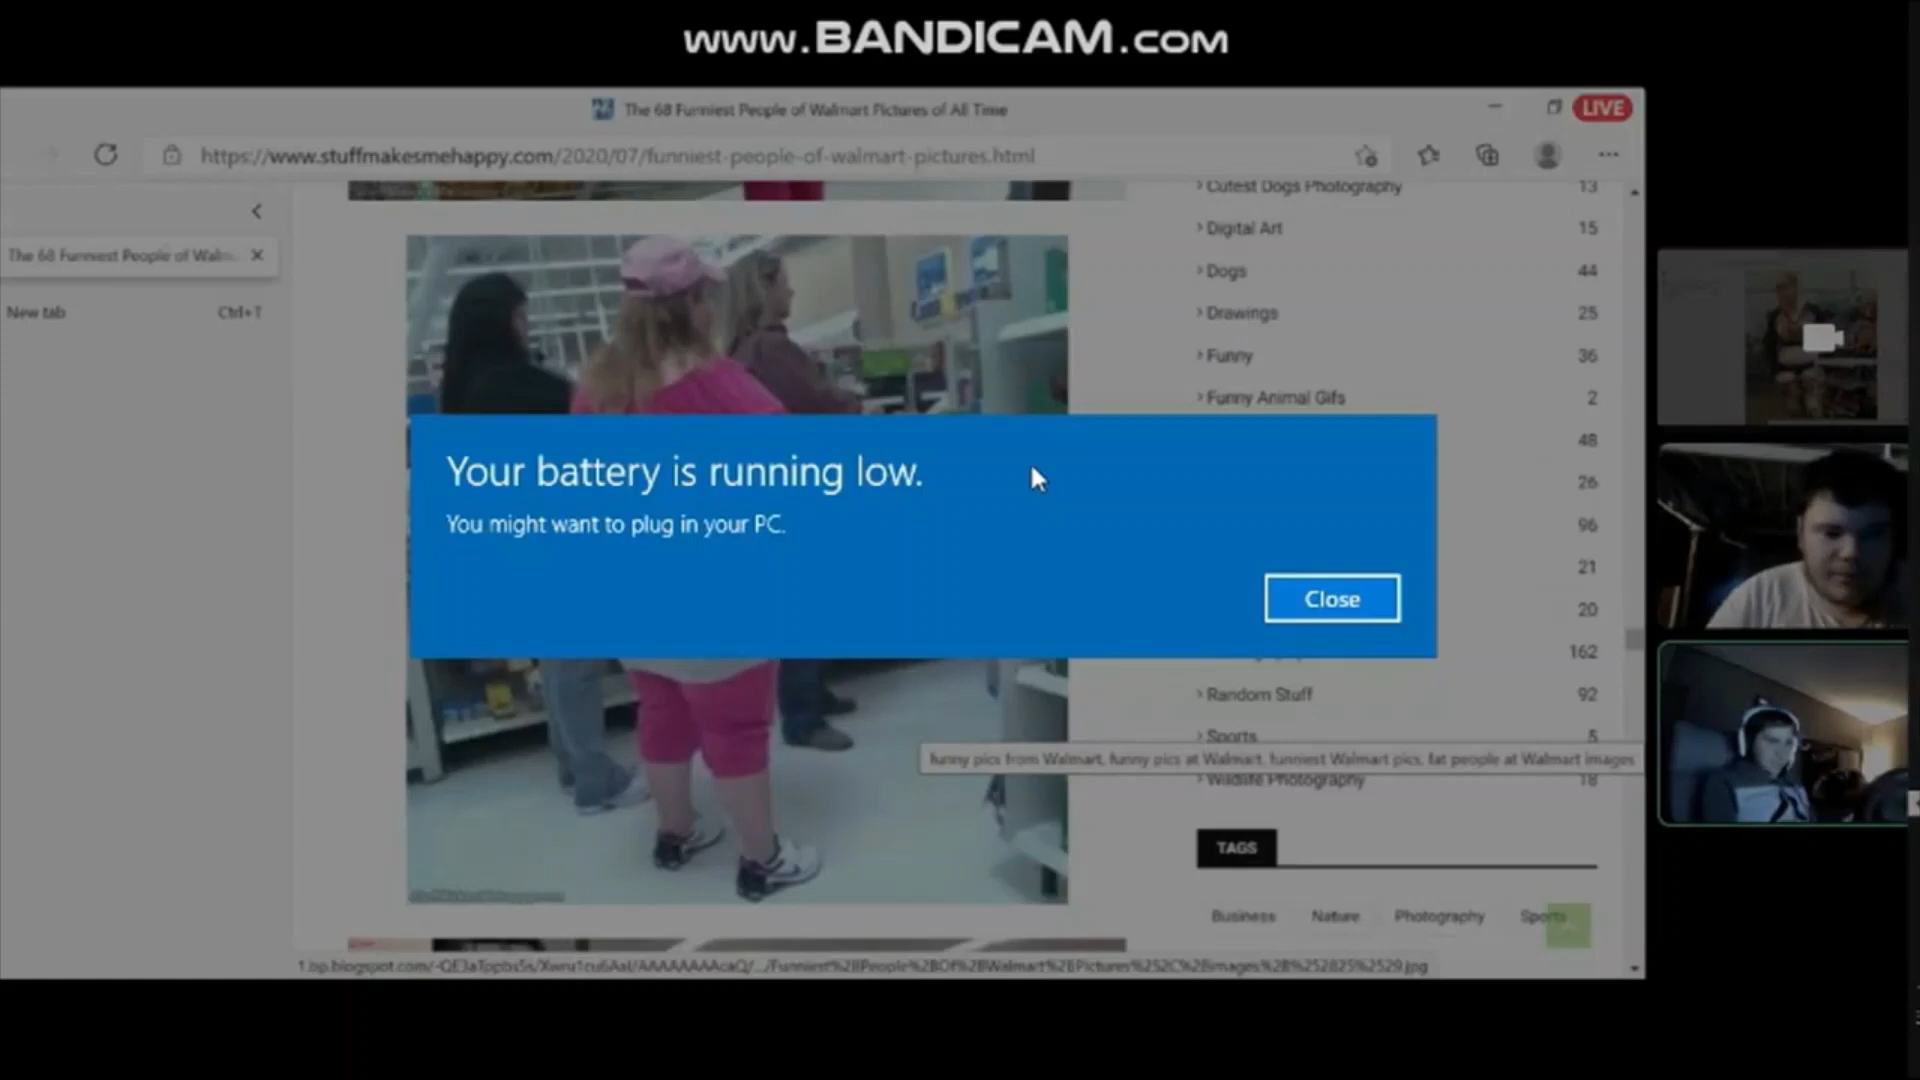 www.BANDICAM.com
The 68 Funniest People of Walmart Pictures of All Time
LIVE
https://www.stuffmakesmehappy.com/2020/07/funniest-people-of-walmart-pictures.html
The 68 Funniest People of Walm...
New tab Ctrl+T
Cutest Dogs Photography 13
Digital Art 15
Dogs 44
Drawings 25
Funny 36
Funny Animal Gifs 2
48
26
96
21
20
162
Your battery is running low.
You might want to plug in your PC.
Close
Random Stuff 92
Sports 5
funny pics from Walmart, funny pics at Walmart, funniest Walmart pics, fat people at Walmart images
Wildlife Photography 18
TAGS
Business Nature Photography Sports